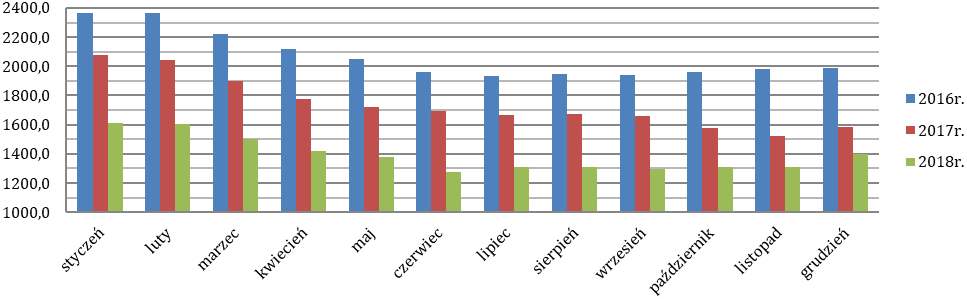 2400,0
2200,0
2000,0
1800,0
1600,0
1400,0
1200,0
1000,0
styczeń
luty
marzec
kwiecień
maj
czerwiec
lipiec
sierpień
wrzesień
październik
listopad
grudzień
2016r.
2017r.
2018r.